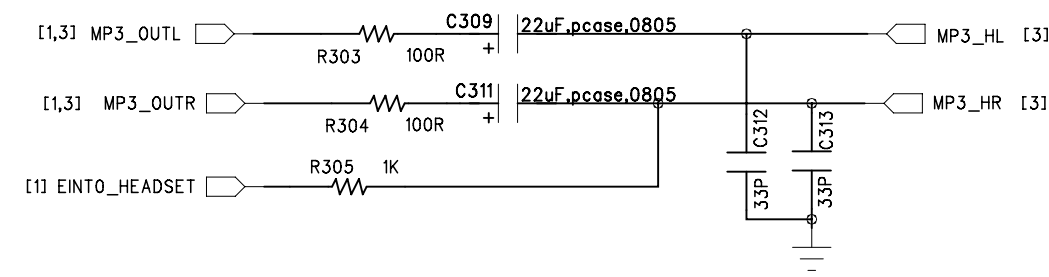 C309 22uF,pcase,0805
[1,3] MP3_OUTL MP3_HL [3]
R303 100R +
C311 22uF,pcase,0805
[1,3] MP3_OUTR MP3_HR [3]
R304 100R +
C312
C313
R305 1K
[1] EINT0_HEADSET
33P
33P